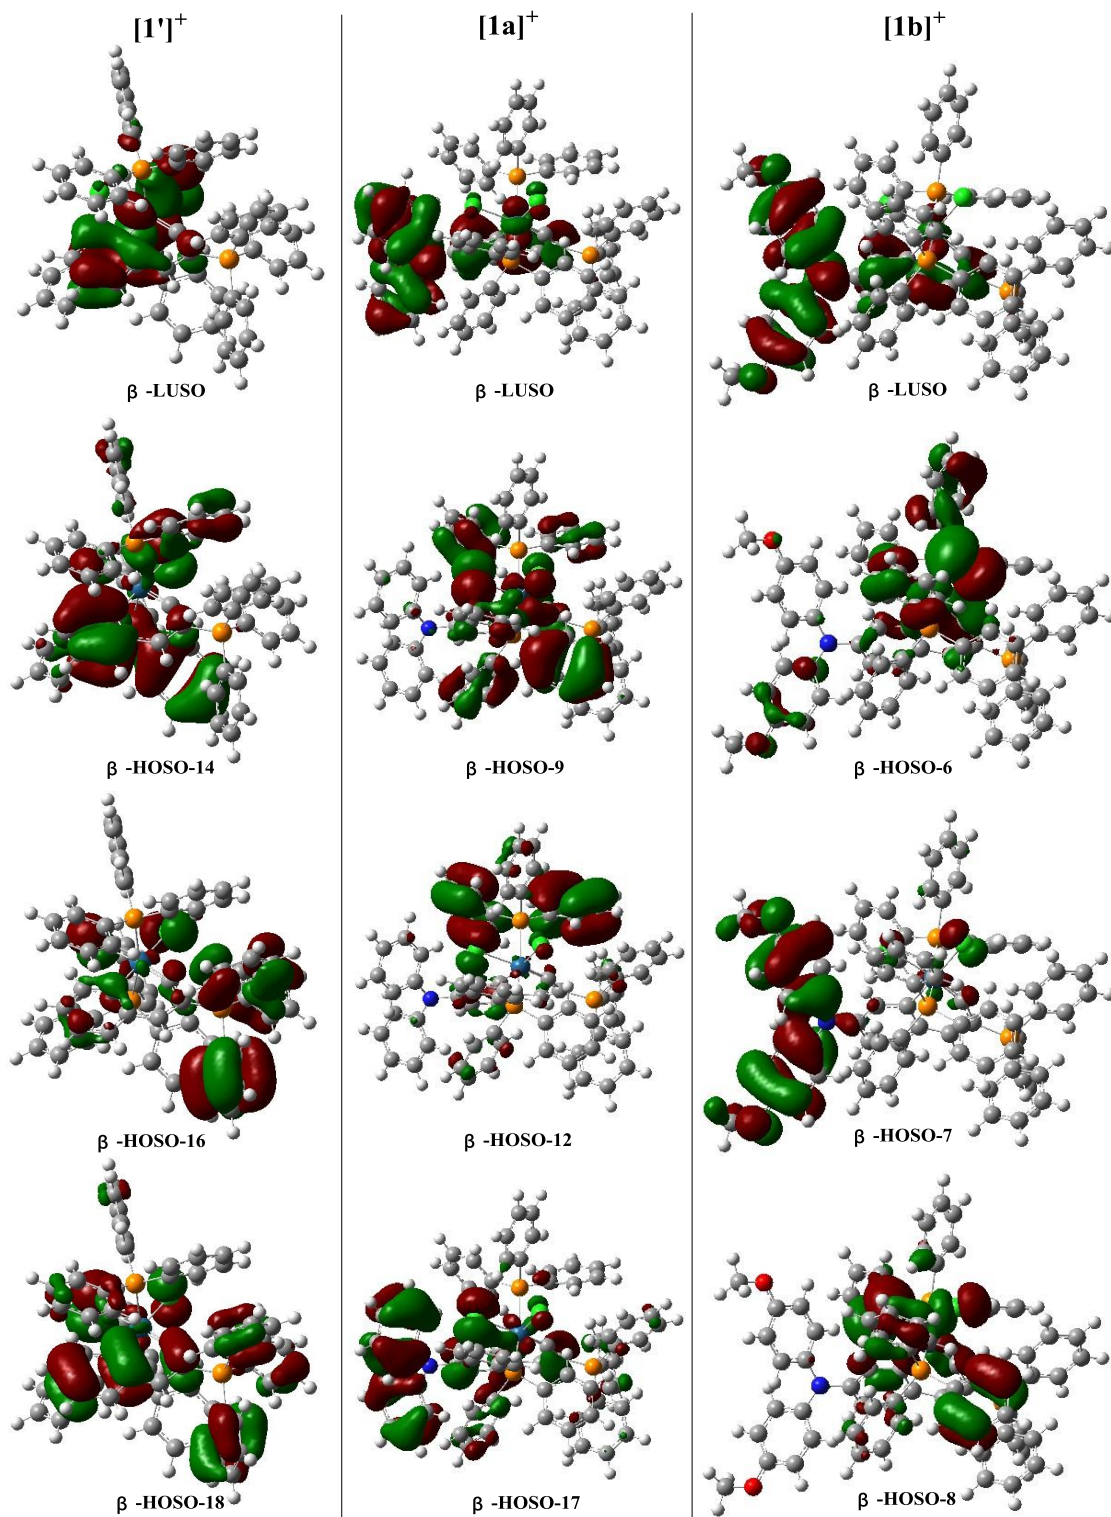 [1']+ [1a]+ [1b]+
β -LUSO β -LUSO β -LUSO
β -HOSO-14 β -HOSO-9 β -HOSO-6
β -HOSO-16 β -HOSO-12 β -HOSO-7
β -HOSO-18 β -HOSO-17 β -HOSO-8